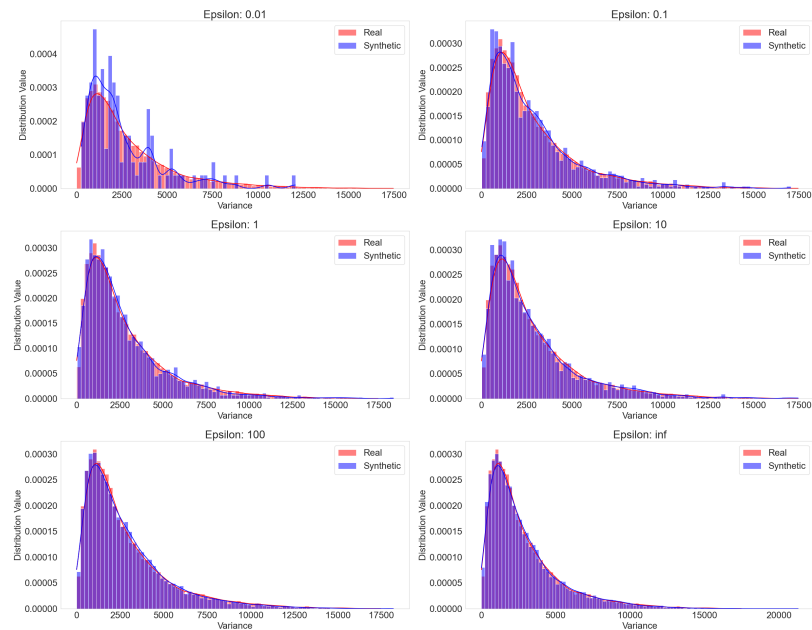 Epsilon: 0.01
Real
Synthetic
Distribution Value
0.0004
0.0003
0.0002
0.0001
0.0000
0 2500 5000 7500 10000 12500 15000 17500
Variance
Epsilon: 0.1
Real
Synthetic
Distribution Value
0.00030
0.00025
0.00020
0.00015
0.00010
0.00005
0.00000
0 2500 5000 7500 10000 12500 15000 17500
Variance
Epsilon: 1
Real
Synthetic
Distribution Value
0.00030
0.00025
0.00020
0.00015
0.00010
0.00005
0.00000
0 2500 5000 7500 10000 12500 15000 17500
Variance
Epsilon: 10
Real
Synthetic
Distribution Value
0.00030
0.00025
0.00020
0.00015
0.00010
0.00005
0.00000
0 2500 5000 7500 10000 12500 15000 17500
Variance
Epsilon: 100
Real
Synthetic
Distribution Value
0.00030
0.00025
0.00020
0.00015
0.00010
0.00005
0.00000
0 2500 5000 7500 10000 12500 15000 17500
Variance
Epsilon: inf
Real
Synthetic
Distribution Value
0.00030
0.00025
0.00020
0.00015
0.00010
0.00005
0.00000
0 5000 10000 15000 20000
Variance